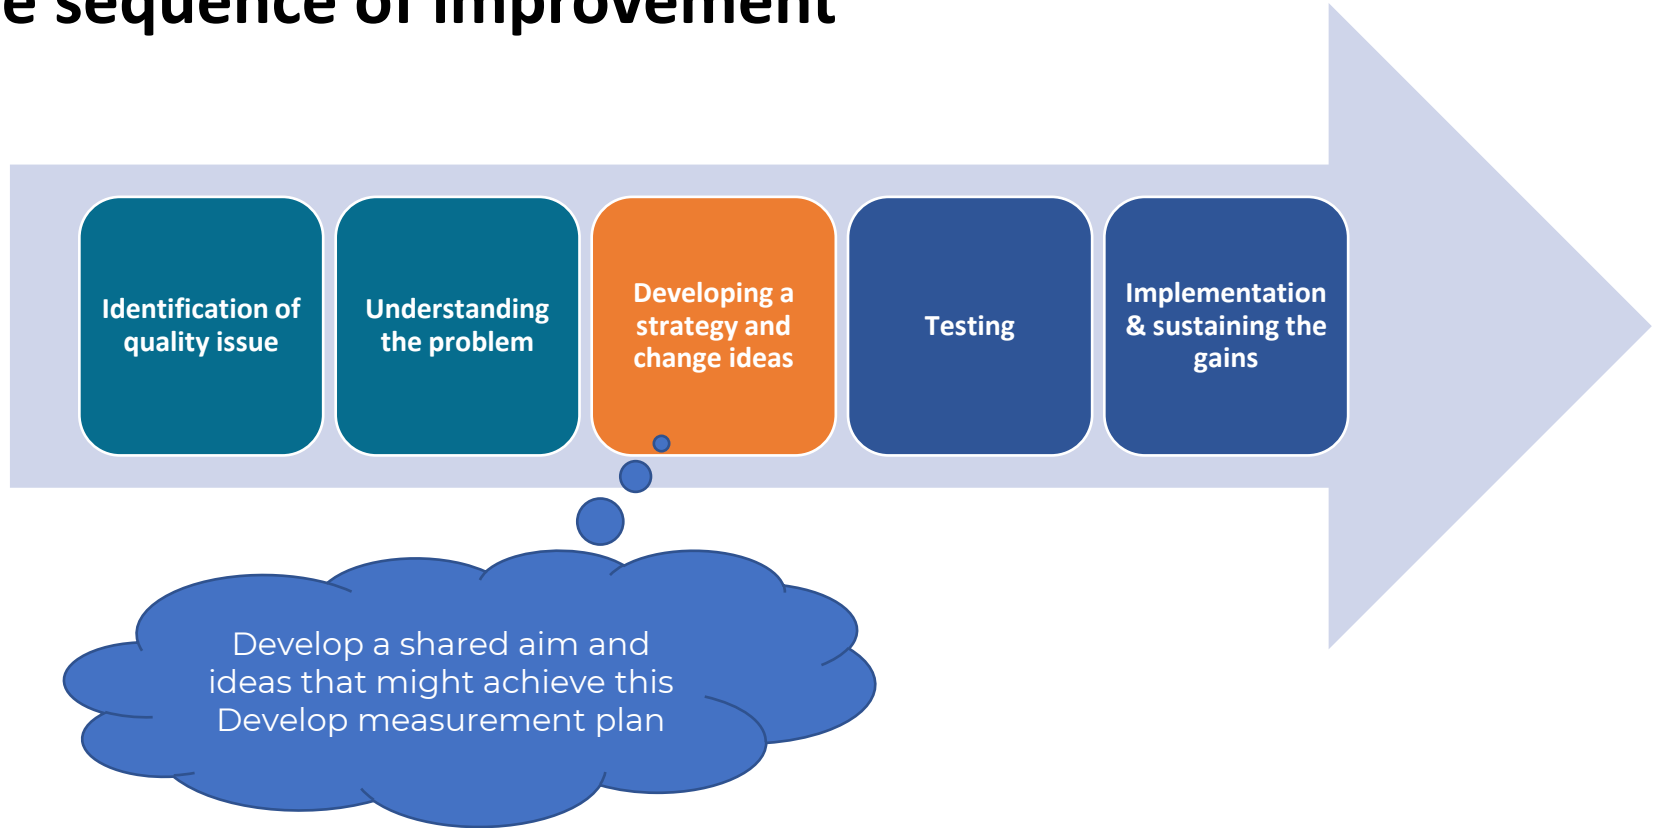 e sequence of improvement
Identification of
quality issue
Understanding
the problem
Developing a
strategy and
change ideas
Testing
Implementation
& sustaining the
gains
Develop a shared aim and
ideas that might achieve this
Develop measurement plan